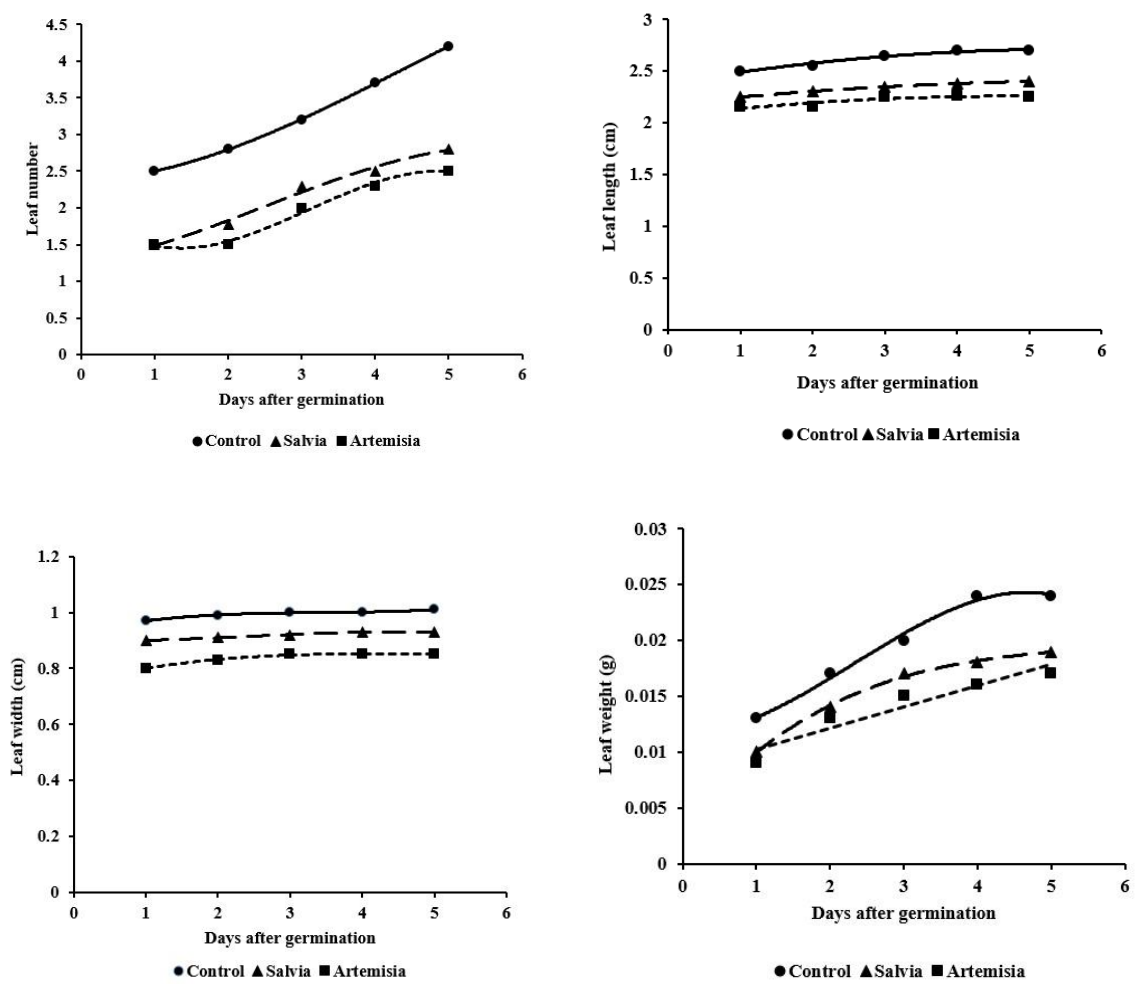 Leaf number
4.5
4
3.5
3
2.5
2
1.5
1
0.5
0
0 1 2 3 4 5 6
Days after germination
Control Salvia Artemisia
Leaf length (cm)
3
2.5
2
1.5
1
0.5
0
0 1 2 3 4 5 6
Days after germination
Control Salvia Artemisia
Leaf width (cm)
1.2
1
0.8
0.6
0.4
0.2
0
0 1 2 3 4 5 6
Days after germination
Control Salvia Artemisia
Leaf weight (g)
0.03
0.025
0.02
0.015
0.01
0.005
0
0 1 2 3 4 5 6
Days after germination
Control Salvia Artemisia